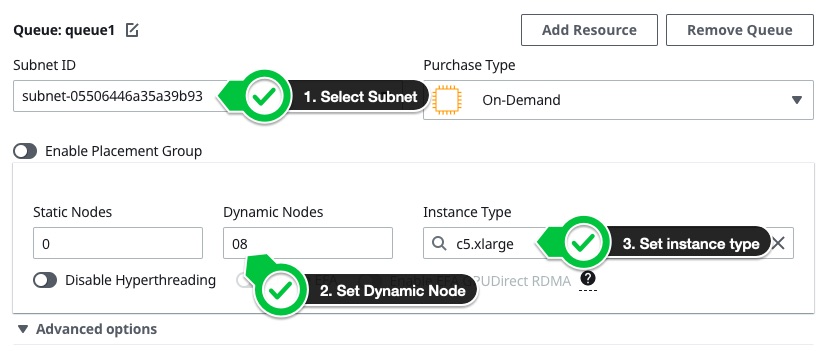 Queue: queue1
Add Resource
Remove Queue
Subnet ID
Purchase Type
subnet-05506446a35a39b93
1. Select Subnet
On-Demand
Enable Placement Group
Static Nodes
Dynamic Nodes
Instance Type
0
08
c5.xlarge
3. Set instance type
Disable Hyperthreading
2. Set Dynamic Node
PUDirect RDMA
?
Advanced options